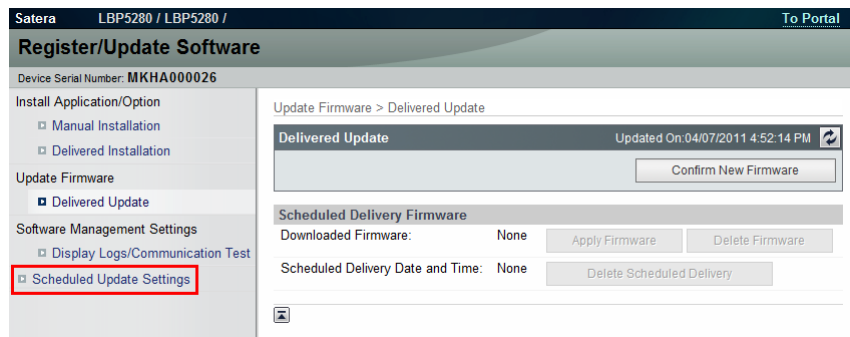 Satera LBP5280 / LBP5280 / To Portal
Register/Update Software
Device Serial Number: MKHA000026
Install Application/Option
Manual Installation
Delivered Installation
Update Firmware
Delivered Update
Software Management Settings
Display Logs/Communication Test
Scheduled Update Settings
Update Firmware > Delivered Update
Delivered Update Updated On:04/07/2011 4:52:14 PM
Confirm New Firmware
Scheduled Delivery Firmware
Downloaded Firmware: None Apply Firmware Delete Firmware
Scheduled Delivery Date and Time: None Delete Scheduled Delivery